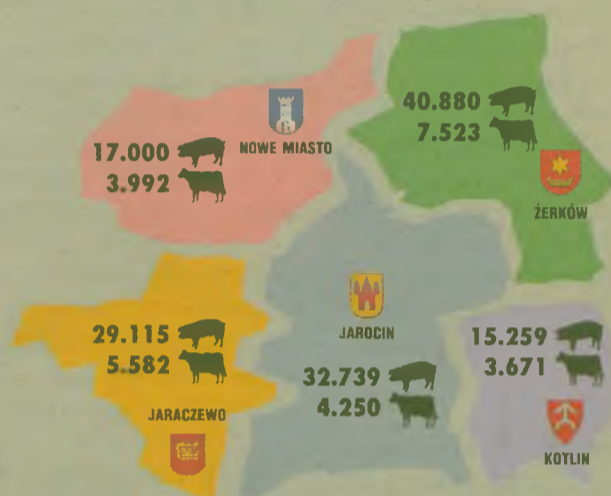 40.880
7.523
ŻERKÓW
NOWE MIASTO
17.000
3.992
29.115
5.582
JARACZEWO
JAROCIN
32.739
4.250
15.259
3.671
KOTLIN